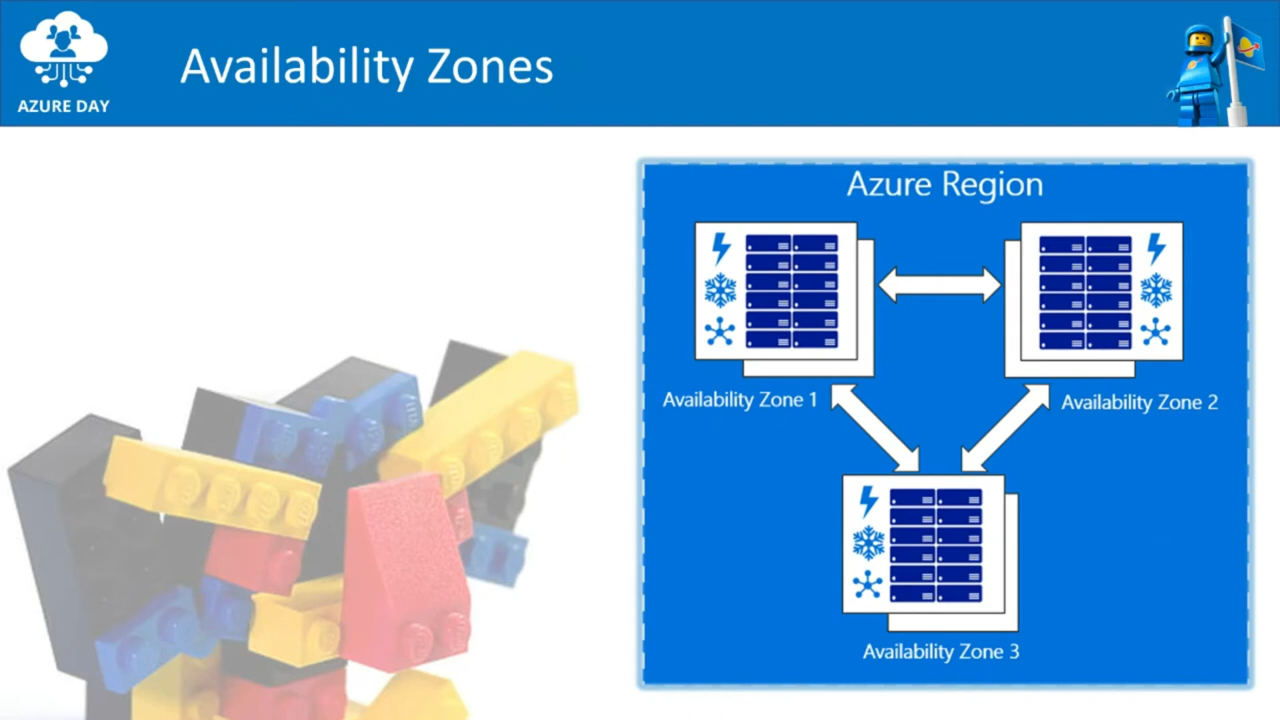 AZURE DAY
Availability Zones
Azure Region
Availability Zone 1
Availability Zone 2
Availability Zone 3